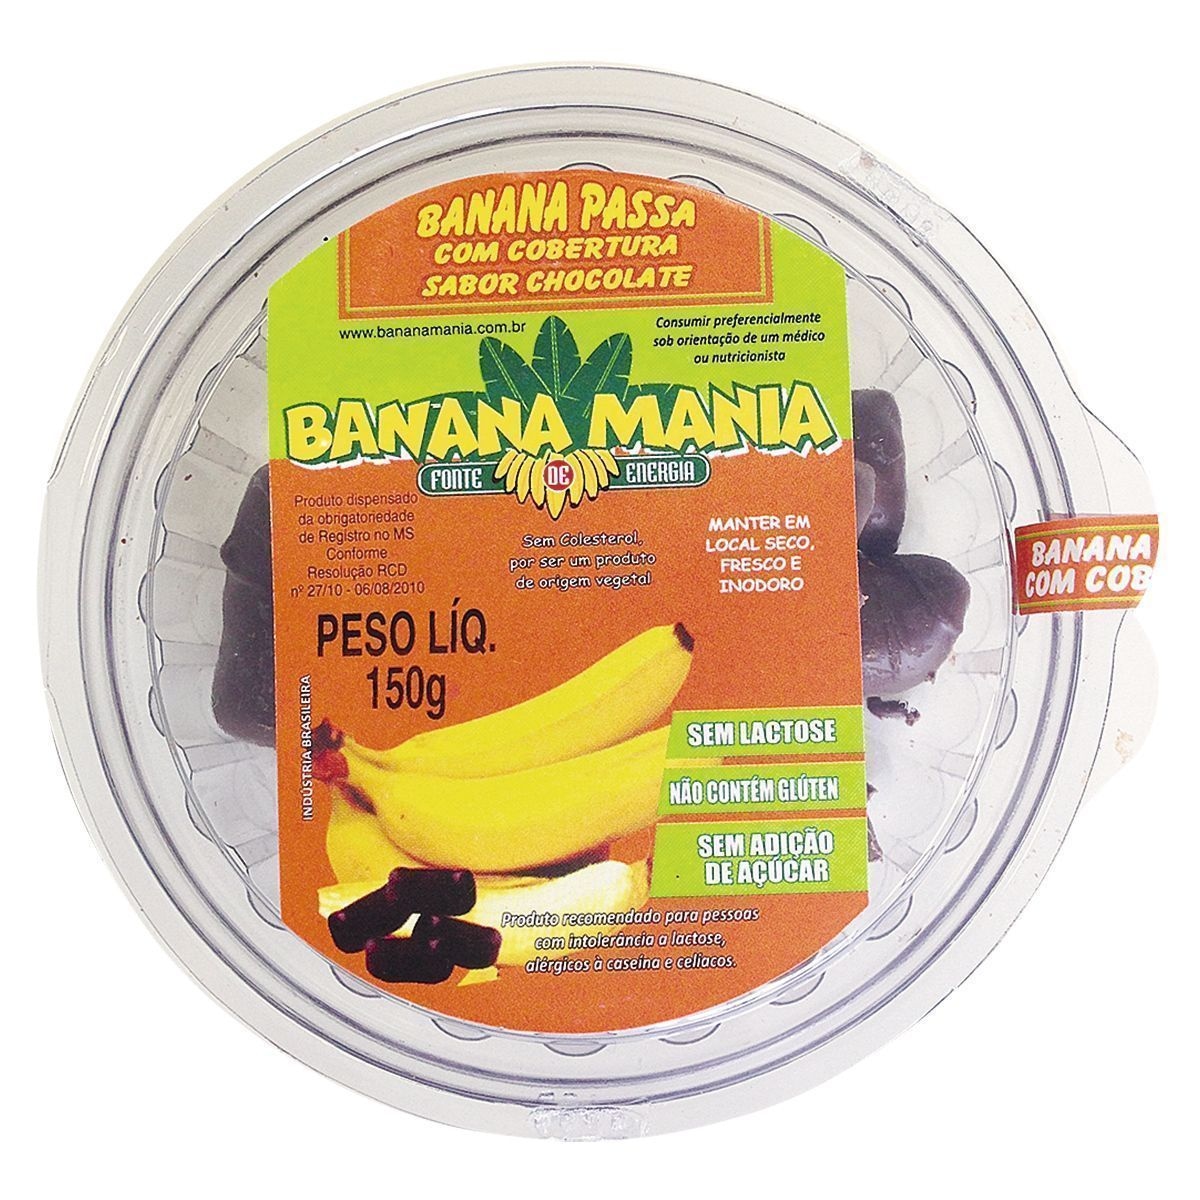 BANANA PASSA
COM COBERTURA
SABOR CHOCOLATE
www.bananamania.com.br
Consumir preferencialmente
sob orientação de um médico
ou nutricionista
BANANA MANIA
FONTE DE ENERGIA
Produto dispensado
da obrigatoriedade
de Registro no MS
Conforme
Resolução RCD
nº 27/10 - 06/08/2010
Sem Colesterol,
por ser um produto
de origem vegetal
MANTER EM
LOCAL SECO,
FRESCO E
INODORO
BANANA
COM COB
PESO LÍQ.
150g
INDÚSTRIA BRASILEIRA
SEM LACTOSE
NÃO CONTÉM GLÚTEN
SEM ADIÇÃO
DE AÇÚCAR
Produto recomendado para pessoas
com intolerância a lactose,
alérgicos à caseína e celíacos.